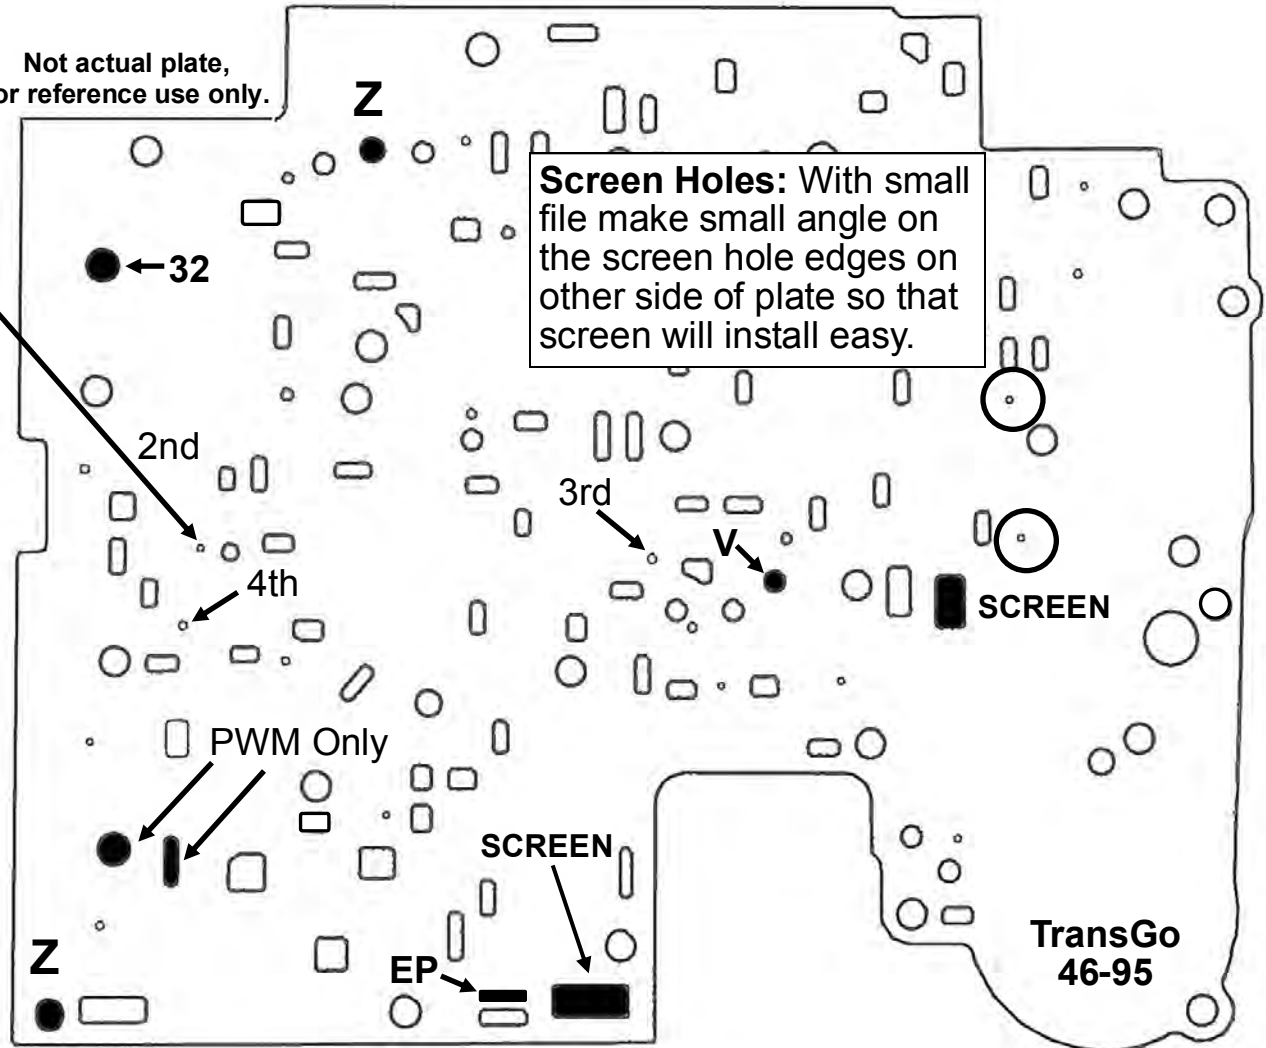 Not actual plate,
or reference use only.
Z
Screen Holes: With small
file make small angle on
the screen hole edges on
other side of plate so that
screen will install easy.
32
2nd
3rd
V
4th
SCREEN
PWM Only
SCREEN
TransGo
46-95
Z
EP